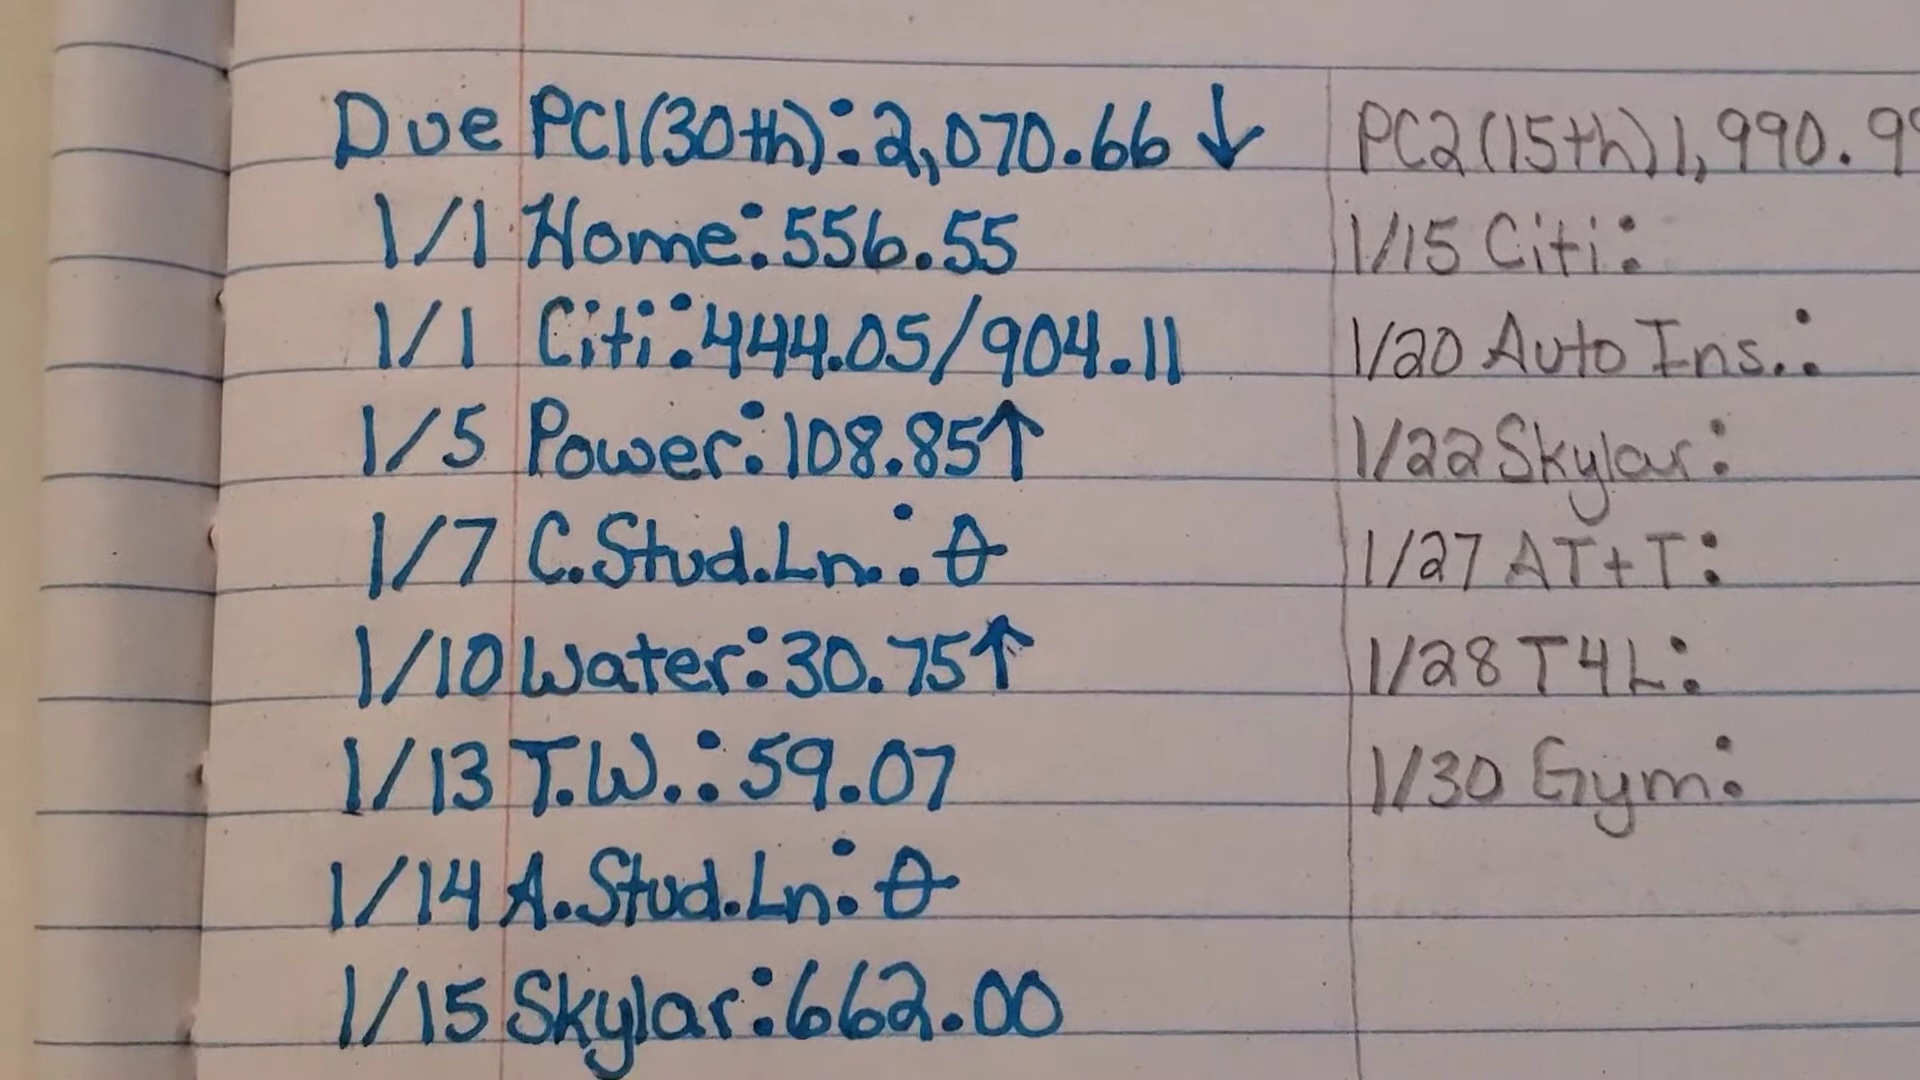 Due PC1(30th):2,070.66 ↓
1/1 Home:556.55
1/1 Citi:444.05/904.11
1/5 Power:108.85↑
1/7 C.Stud.Ln.:0
1/10 Water:30.75↑
1/13 T.W.:59.07
1/14 A.Stud.Ln:0
1/15 Skylar:662.00
PC2(15th)1,990.9
1/15 Citi:
1/20 Auto Ins.:
1/22 Skylar:
1/27 AT+T:
1/28 T4L:
1/30 Gym: